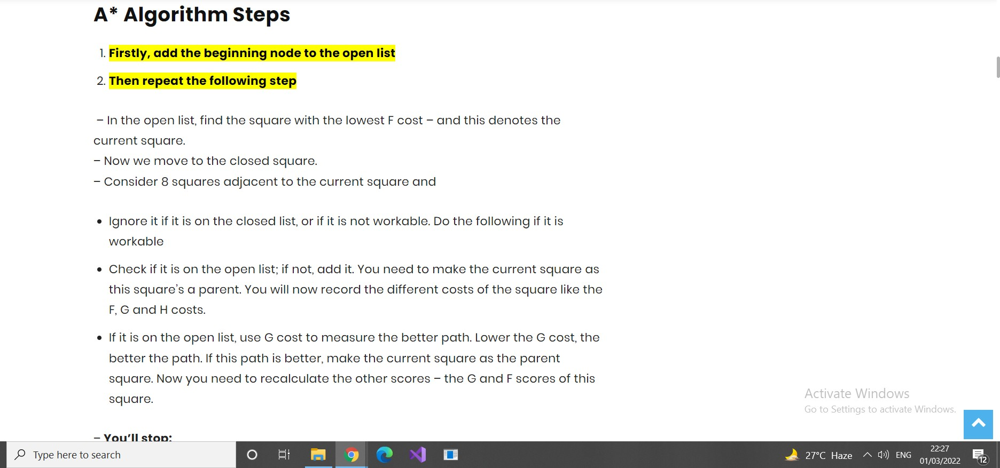 A* Algorithm Steps
1. Firstly, add the beginning node to the open list
2. Then repeat the following step
– In the open list, find the square with the lowest F cost – and this denotes the
current square.
– Now we move to the closed square.
– Consider 8 squares adjacent to the current square and
• Ignore it if it is on the closed list, or if it is not workable. Do the following if it is
workable
• Check if it is on the open list; if not, add it. You need to make the current square as
this square’s a parent. You will now record the different costs of the square like the
F, G and H costs.
• If it is on the open list, use G cost to measure the better path. Lower the G cost, the
better the path. If this path is better, make the current square as the parent
square. Now you need to recalculate the other scores – the G and F scores of this
square.
Activate Windows
Go to Settings to activate Windows.
– You’ll stop:
Type here to search
27°C Haze
ENG
22:27
01/03/2022
12